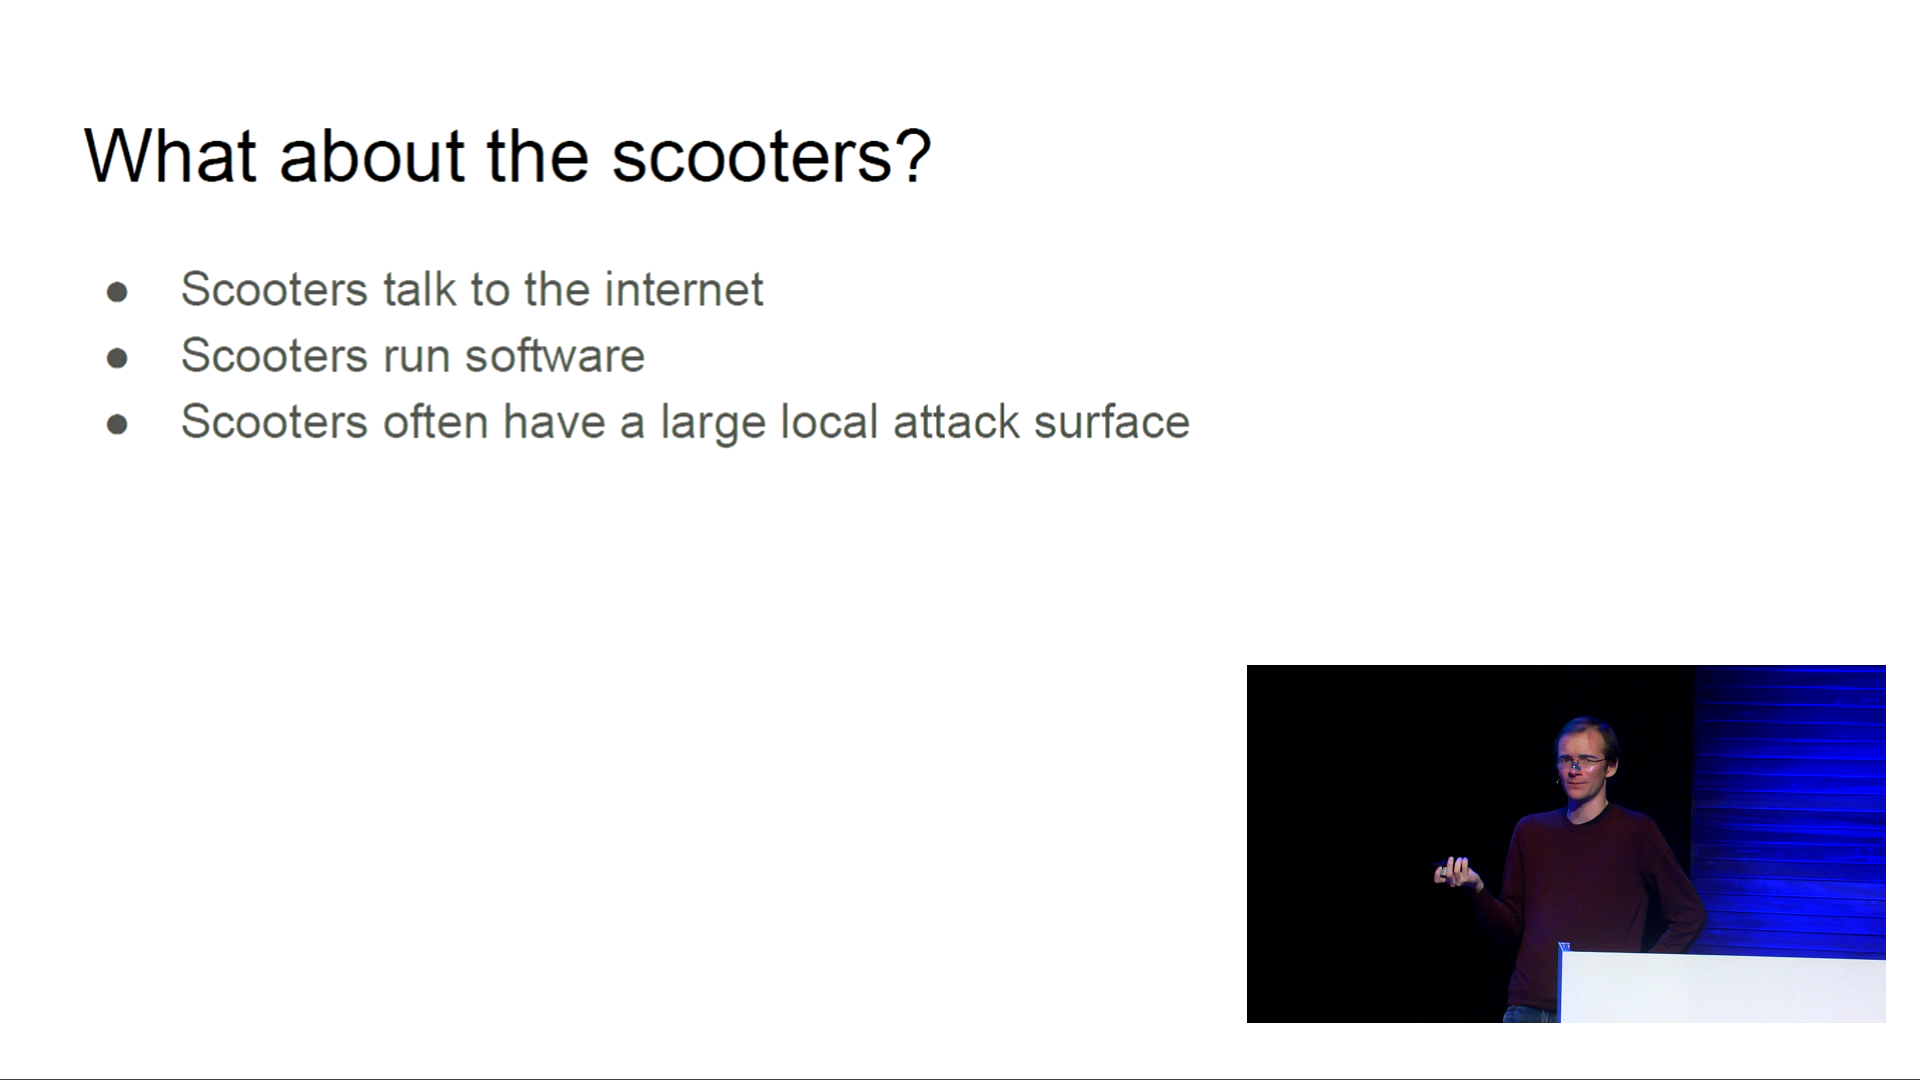 What about the scooters?
● Scooters talk to the internet
● Scooters run software
● Scooters often have a large local attack surface